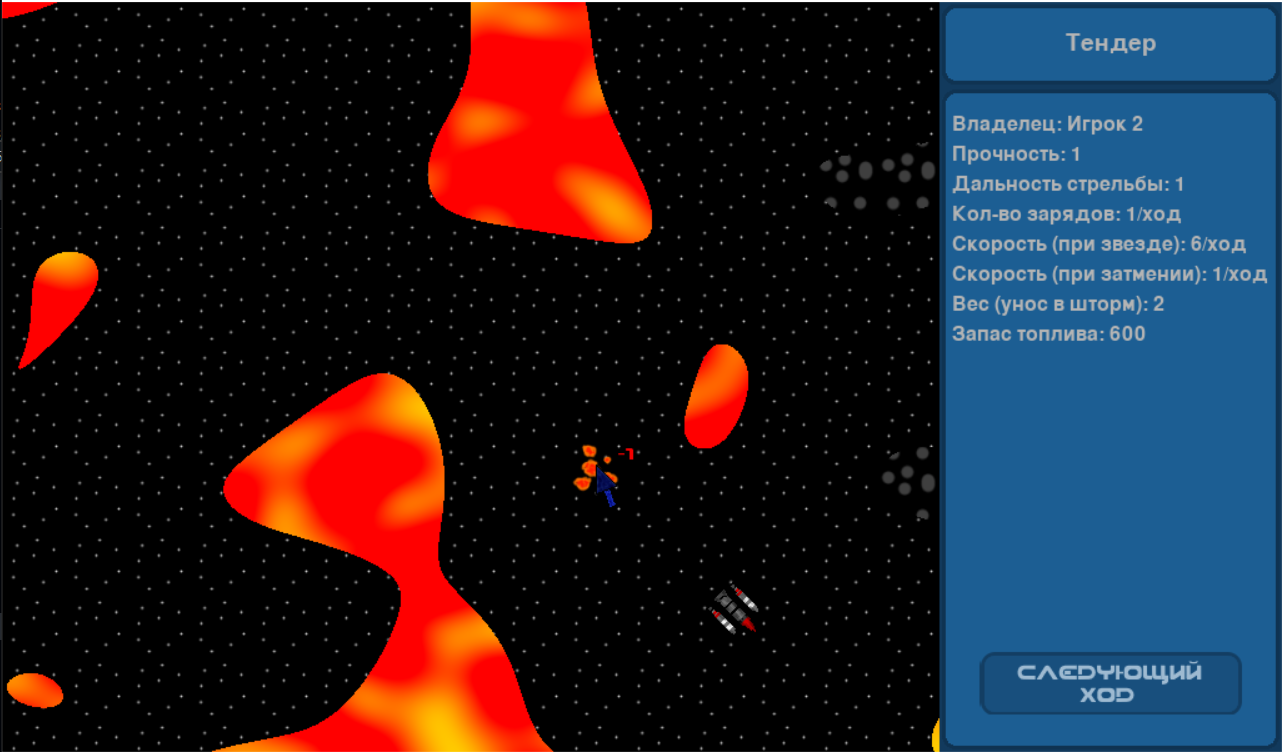 Тендер
Владелец: Игрок 2
Прочность: 1
Дальность стрельбы: 1
Кол-во зарядов: 1/ход
Скорость (при звезде): 6/ход
Скорость (при затмении): 1/ход
Вес (унос в шторм): 2
Запас топлива: 600
-1
СЛЕДУЮЩИЙ
ХОД